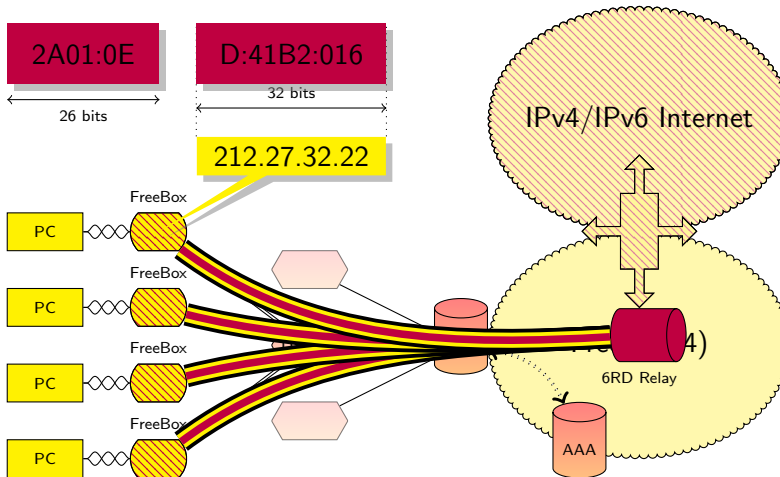 2A01:0E
D:41B2:016
26 bits
32 bits
IPv4/IPv6 Internet
212.27.32.22
FreeBox
PC
FreeBox
PC
FreeBox
PC
FreeBox
PC
4)
6RD Relay
AAA